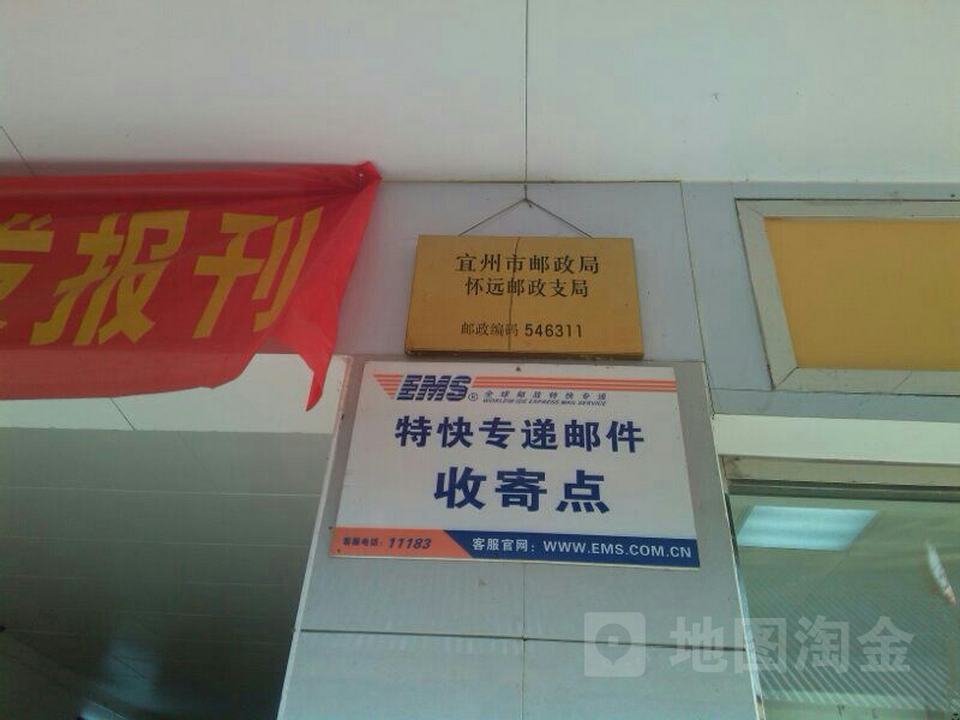 发报刊
宜州市邮政局
怀远邮政支局
邮政编码 546311
EMS®
全球邮政特快专递
WORLDWIDE EXPRESS MAIL SERVICE
特快专递邮件
收寄点
客服电话：11183
客服官网：WWW.EMS.COM.CN
地图淘金